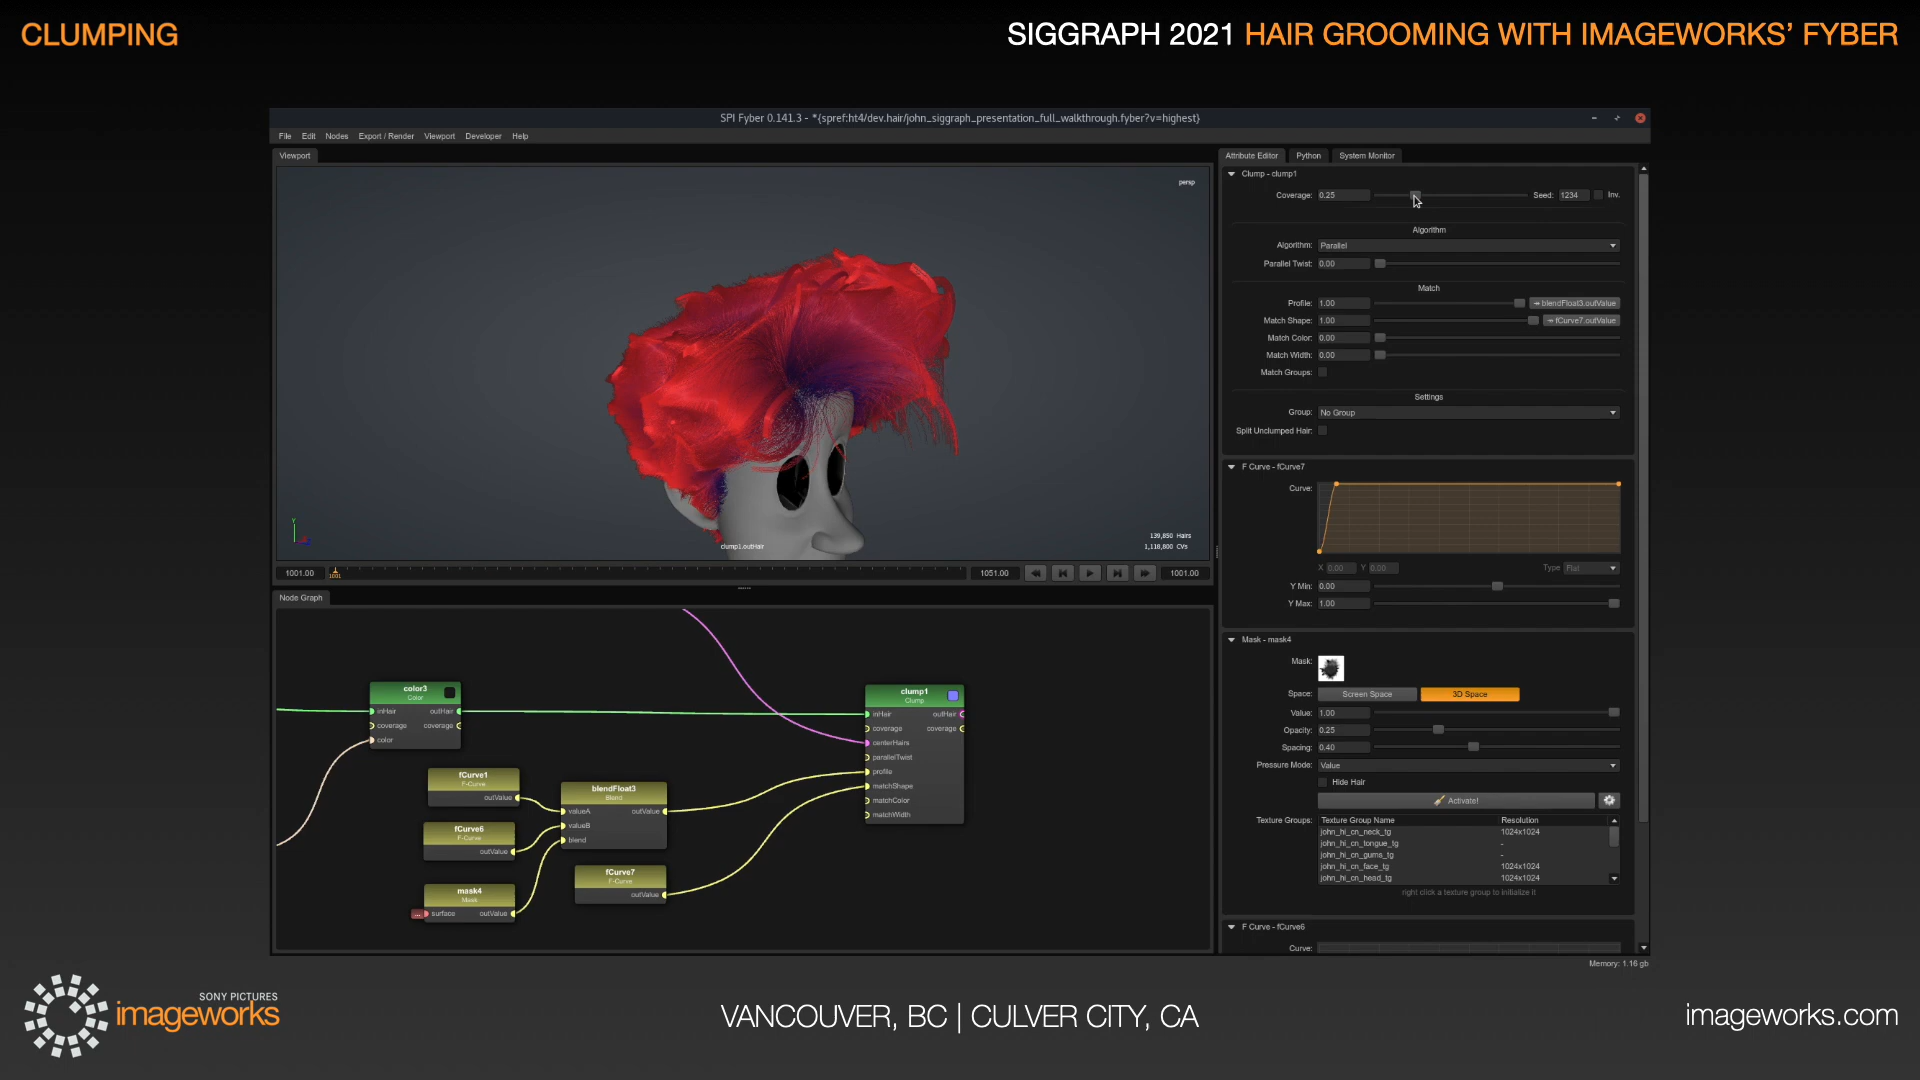 CLUMPING
SIGGRAPH 2021 HAIR GROOMING WITH IMAGEWORKS' FYBER
SPI Fyber 0.141.3 - *{spref:ht4/dev.hair/john_siggraph_presentation_full_walkthrough.fyber?v=highest}
File Edit Nodes Export / Render Viewport Developer Help
Viewport
persp
Y
clump1.outHair
139,850 Hairs
1,118,800 CVs
1001.00 1001 1051.00 1001.00
Node Graph
color3
Color
inHair outHair
coverage coverage
color
fCurve1
F-Curve
outValue
fCurve6
F-Curve
outValue
mask4
Mask
... surface outValue
blendFloat3
Blend
valueA outValue
valueB
blend
fCurve7
F-Curve
outValue
clump1
Clump
inHair outHair
coverage coverage
centerHairs
parallelTwist
profile
matchShape
matchColor
matchWidth
Attribute Editor Python System Monitor
Clump - clump1
Coverage: 0.25 Seed: 1234 Inv.
Algorithm
Algorithm: Parallel
Parallel Twist: 0.00
Match
Profile: 1.00 blendFloat3.outValue
Match Shape: 1.00 fCurve7.outValue
Match Color: 0.00
Match Width: 0.00
Match Groups:
Settings
Group: No Group
Split Unclumped Hair:
F Curve - fCurve7
Curve:
X 0.00 Y 0.00 Type Flat
Y Min: 0.00
Y Max: 1.00
Mask - mask4
Mask:
Space: Screen Space 3D Space
Value: 1.00
Opacity: 0.25
Spacing: 0.40
Pressure Mode: Value
Hide Hair
Activate!
Texture Groups: Texture Group Name Resolution
john_hi_cn_neck_tg 1024x1024
john_hi_cn_tongue_tg -
john_hi_cn_gums_tg -
john_hi_cn_face_tg 1024x1024
john_hi_cn_head_tg 1024x1024
right click a texture group to initialize it
F Curve - fCurve6
Curve:
Memory: 1.16 gb
SONY PICTURES
imageworks
VANCOUVER, BC | CULVER CITY, CA
imageworks.com